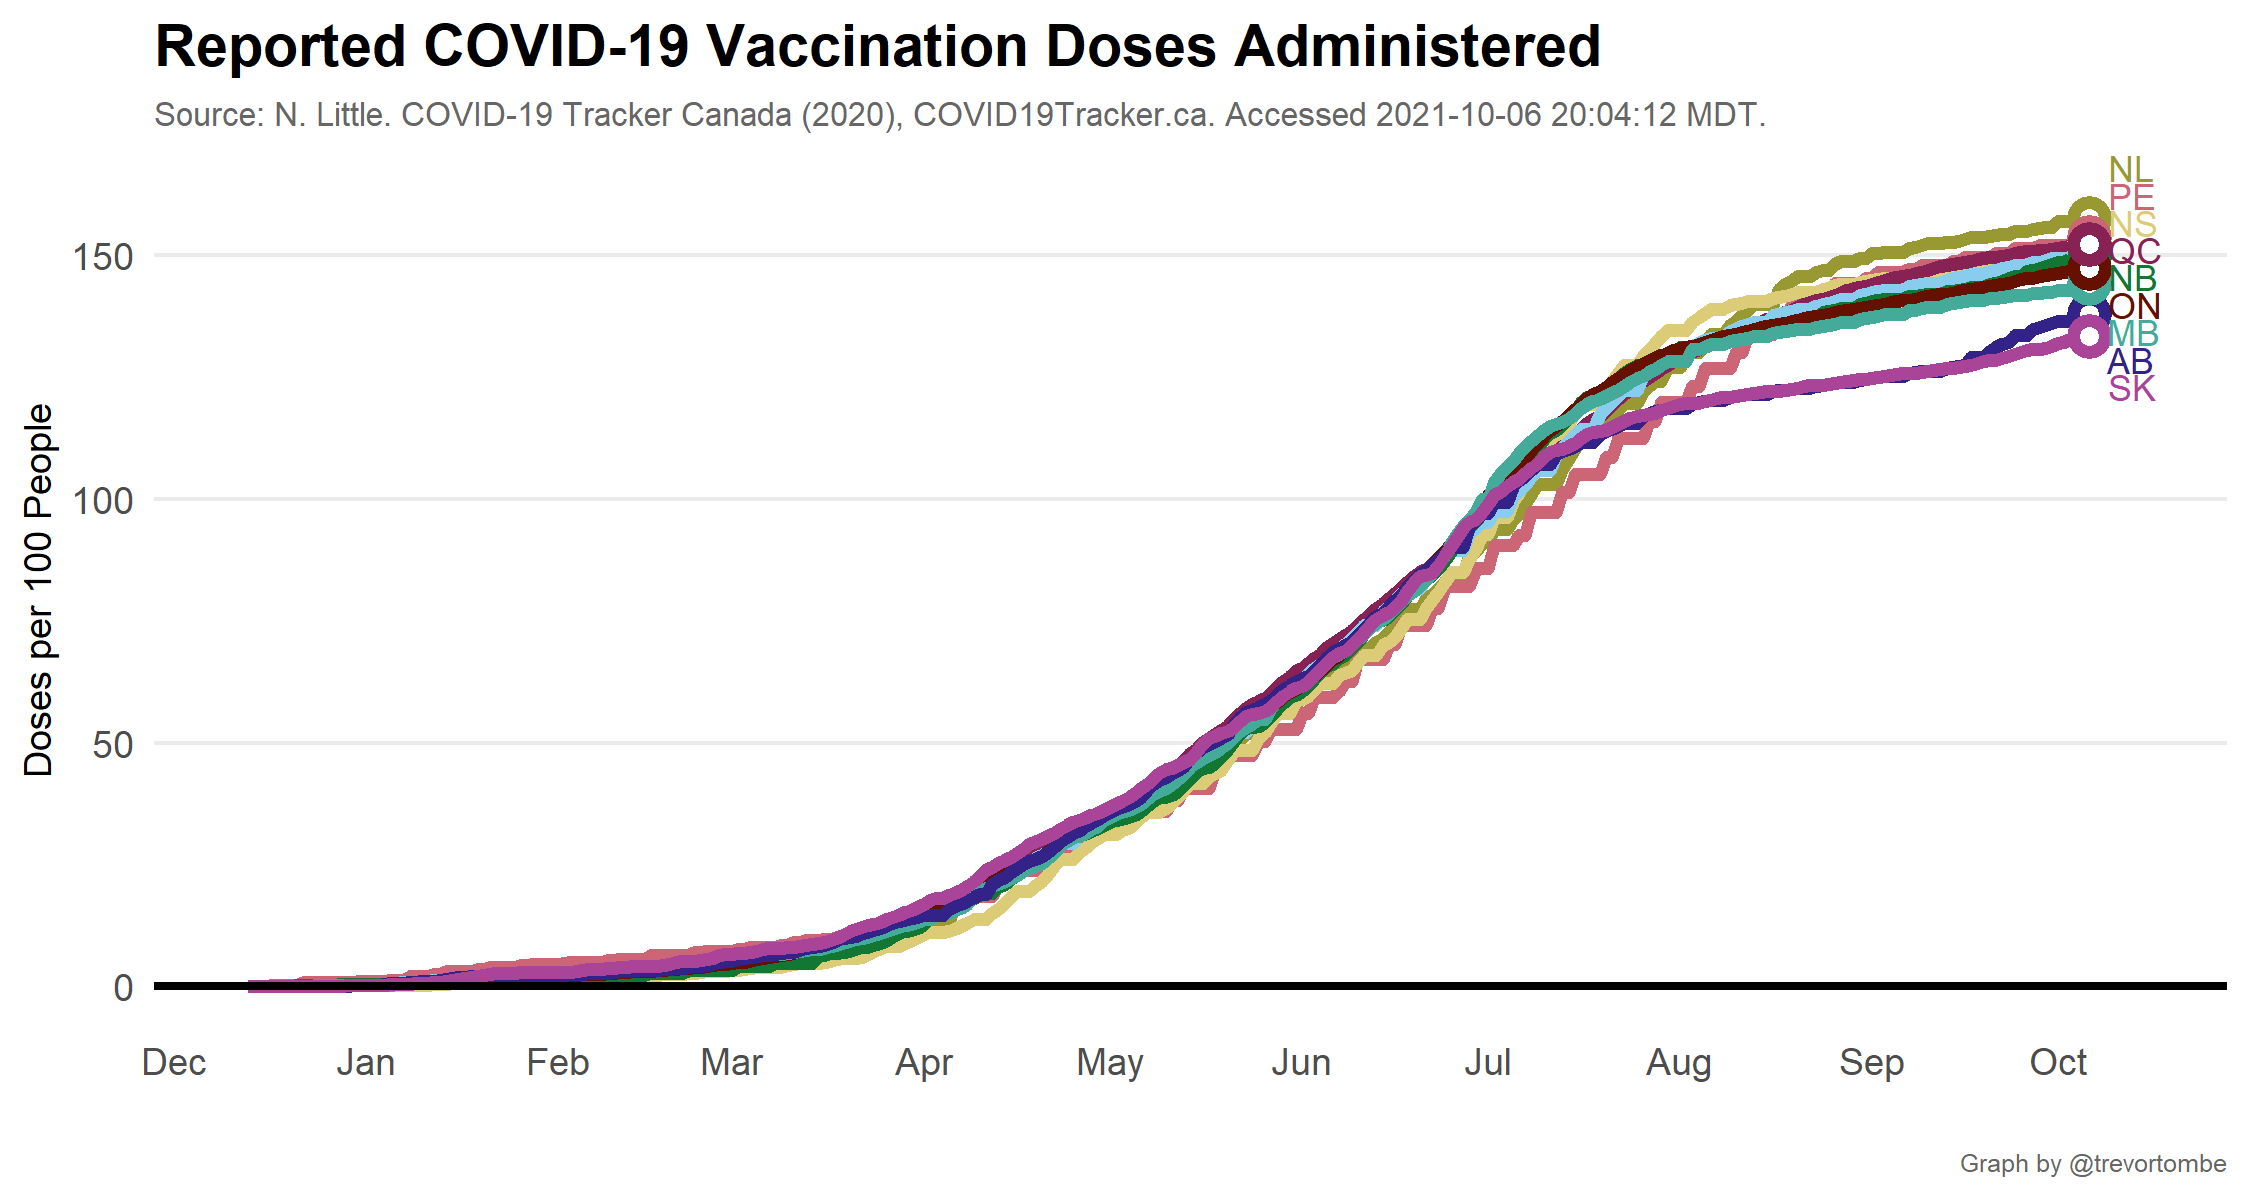 Reported COVID-19 Vaccination Doses Administered
Source: N. Little. COVID-19 Tracker Canada (2020), COVID19Tracker.ca. Accessed 2021-10-06 20:04:12 MDT.
Doses per 100 People
150
100
50
0
NL
PE
NS
QC
NB
ON
MB
AB
SK
Dec Jan Feb Mar Apr May Jun Jul Aug Sep Oct
Graph by @trevortombe